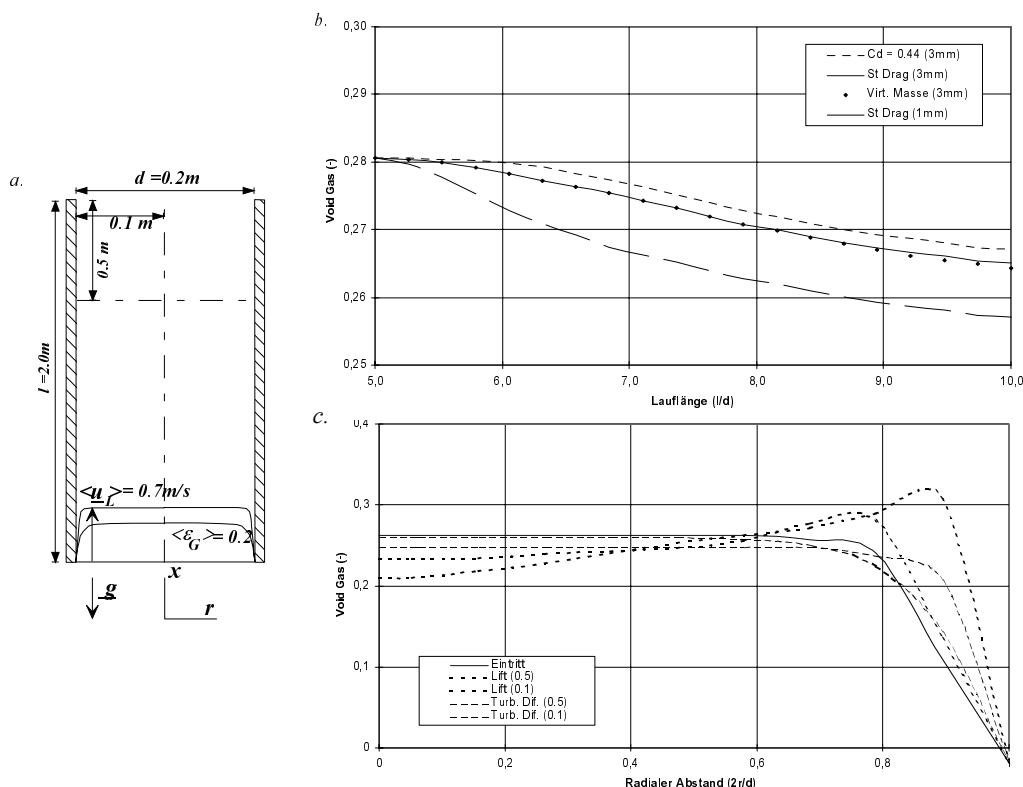 a.
d =0.2m
0.1 m
0.5 m
l =2.0m
<u_L>= 0.7m/s
<ε_G>= 0.2
x
g
r
b.
0,30
0,29
0,28
0,27
0,26
0,25
Void Gas (-)
5,0 6,0 7,0 8,0 9,0 10,0
Lauflänge (l/d)
Cd = 0.44 (3mm)
St Drag (3mm)
Virt. Masse (3mm)
St Drag (1mm)
c.
0,4
0,3
0,2
0,1
0
Void Gas (-)
0 0,2 0,4 0,6 0,8
Radialer Abstand (2r/d)
Eintritt
Lift (0.5)
Lift (0.1)
Turb. Dif. (0.5)
Turb. Dif. (0.1)